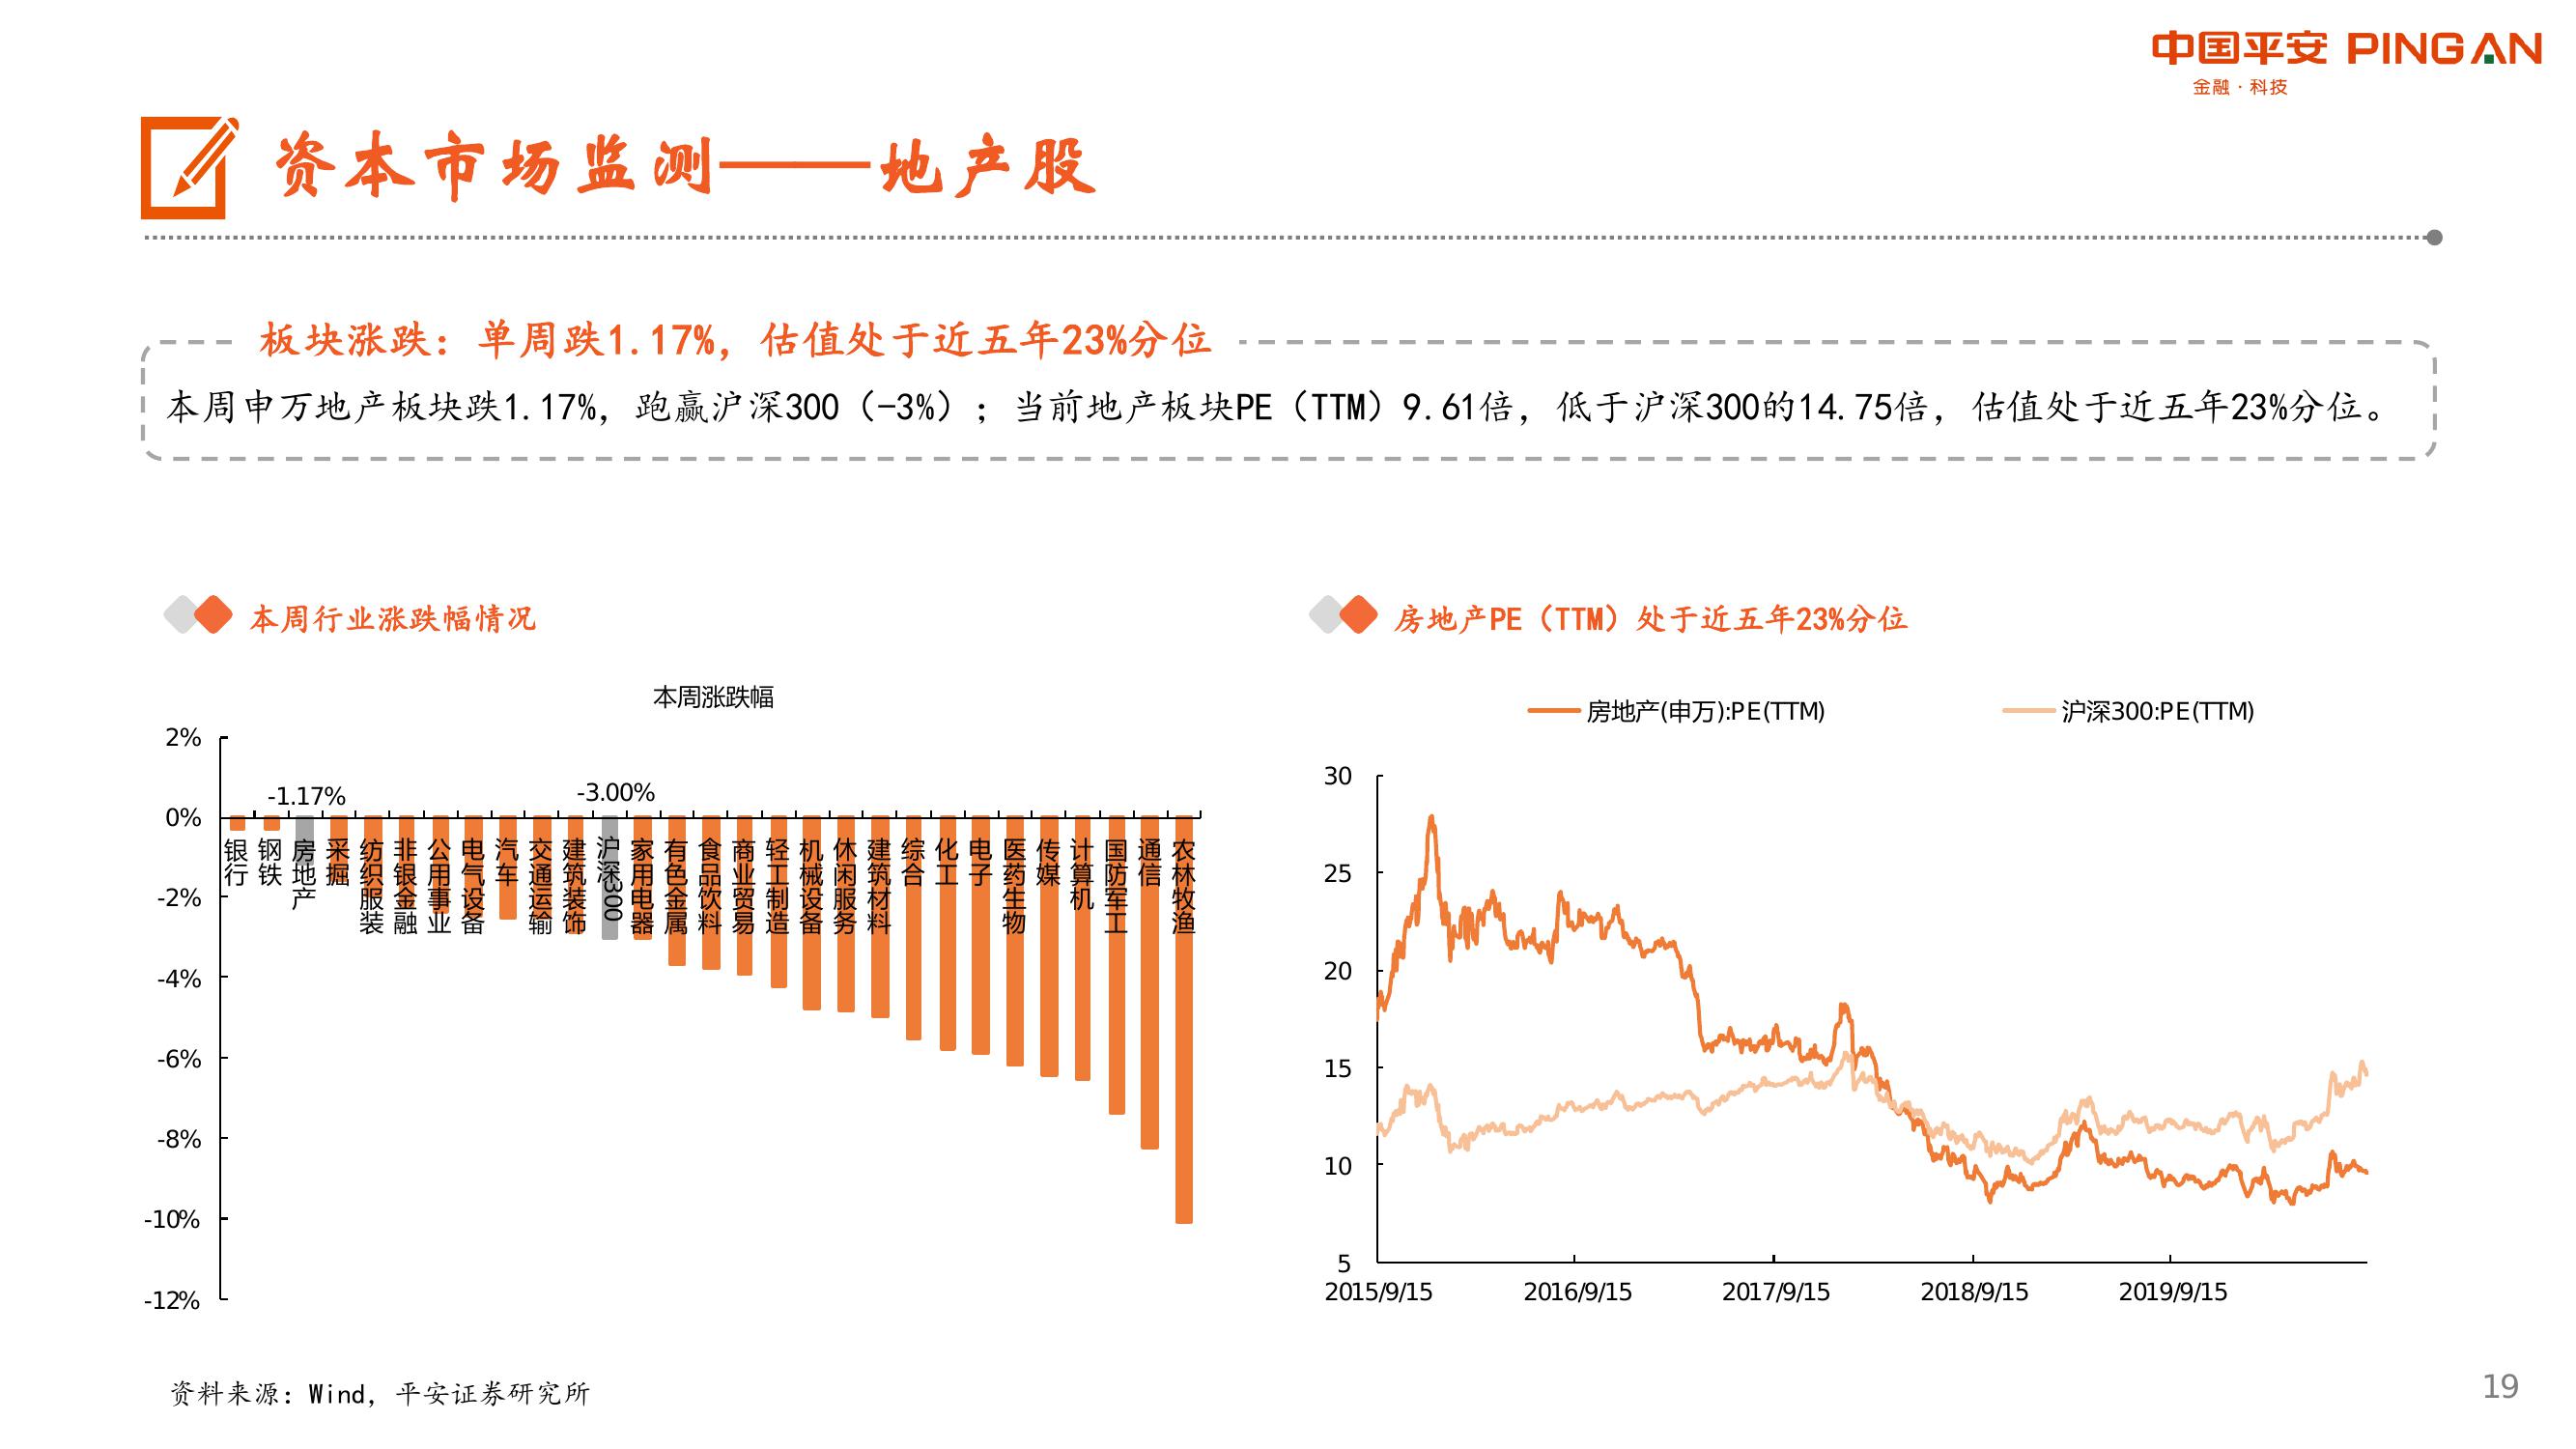 中国平安 PINGAN
金融·科技
资本市场监测——地产股
板块涨跌：单周跌1.17%，估值处于近五年23%分位
本周申万地产板块跌1.17%，跑赢沪深300（-3%）；当前地产板块PE（TTM）9.61倍，低于沪深300的14.75倍，估值处于近五年23%分位。
本周行业涨跌幅情况
本周涨跌幅
2%
0%
-2%
-4%
-6%
-8%
-10%
-12%
-1.17%
-3.00%
银行
钢铁
房地产
采掘
纺织服装
非银金融
公用事业
电气设备
汽车
交通运输
建筑装饰
沪深300
家用电器
有色金属
食品饮料
商业贸易
轻工制造
机械设备
休闲服务
建筑材料
综合
化工
电子
医药生物
传媒
计算机
国防军工
通信
农林牧渔
房地产PE（TTM）处于近五年23%分位
房地产(申万):PE(TTM)
沪深300:PE(TTM)
30
25
20
15
10
5
2015/9/15
2016/9/15
2017/9/15
2018/9/15
2019/9/15
资料来源：Wind，平安证券研究所
19